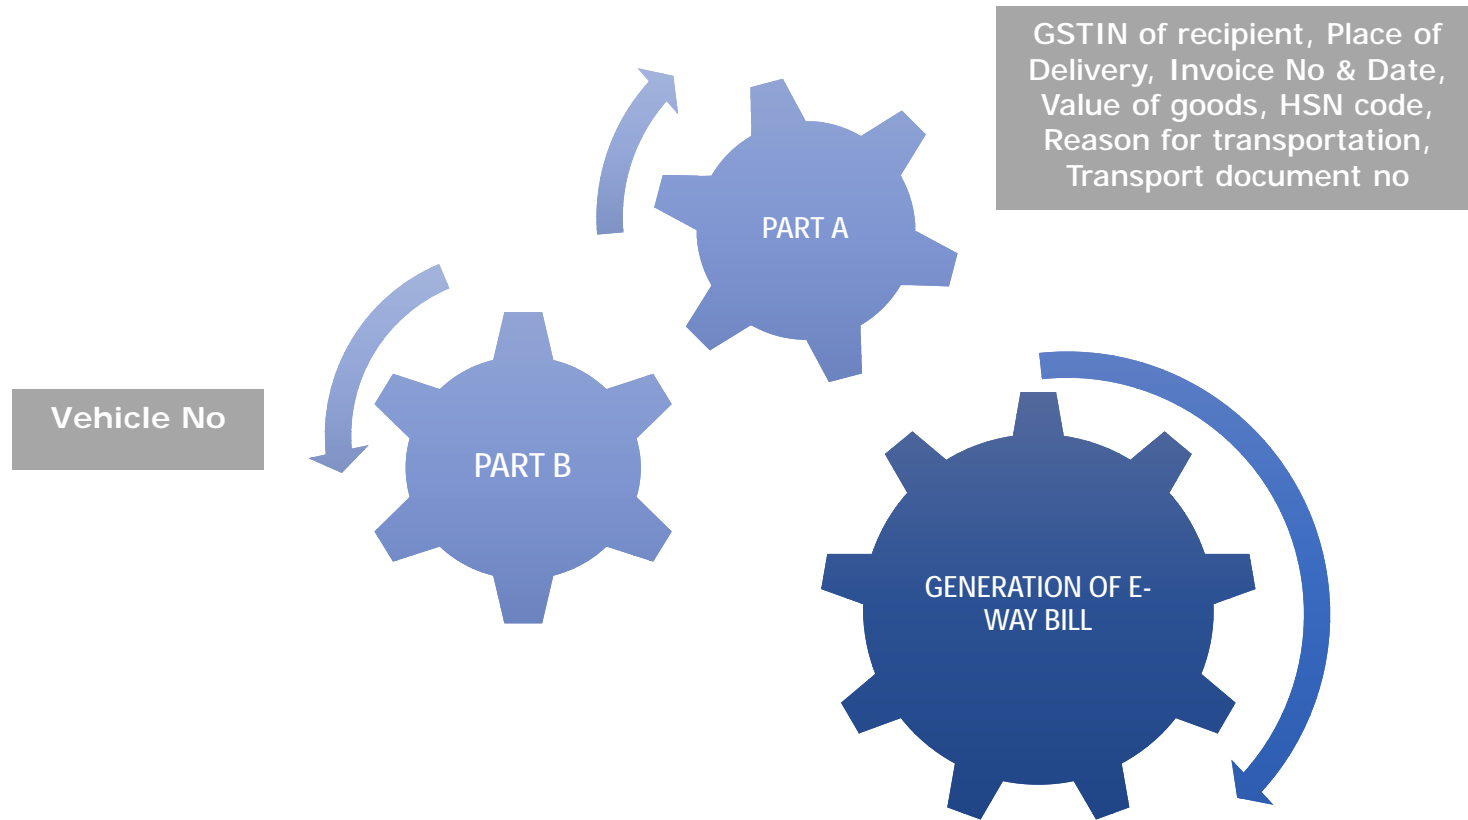 GSTIN of recipient, Place of
Delivery, Invoice No & Date,
Value of goods, HSN code,
Reason for transportation,
Transport document no
PART A
Vehicle No
PART B
GENERATION OF E-
WAY BILL